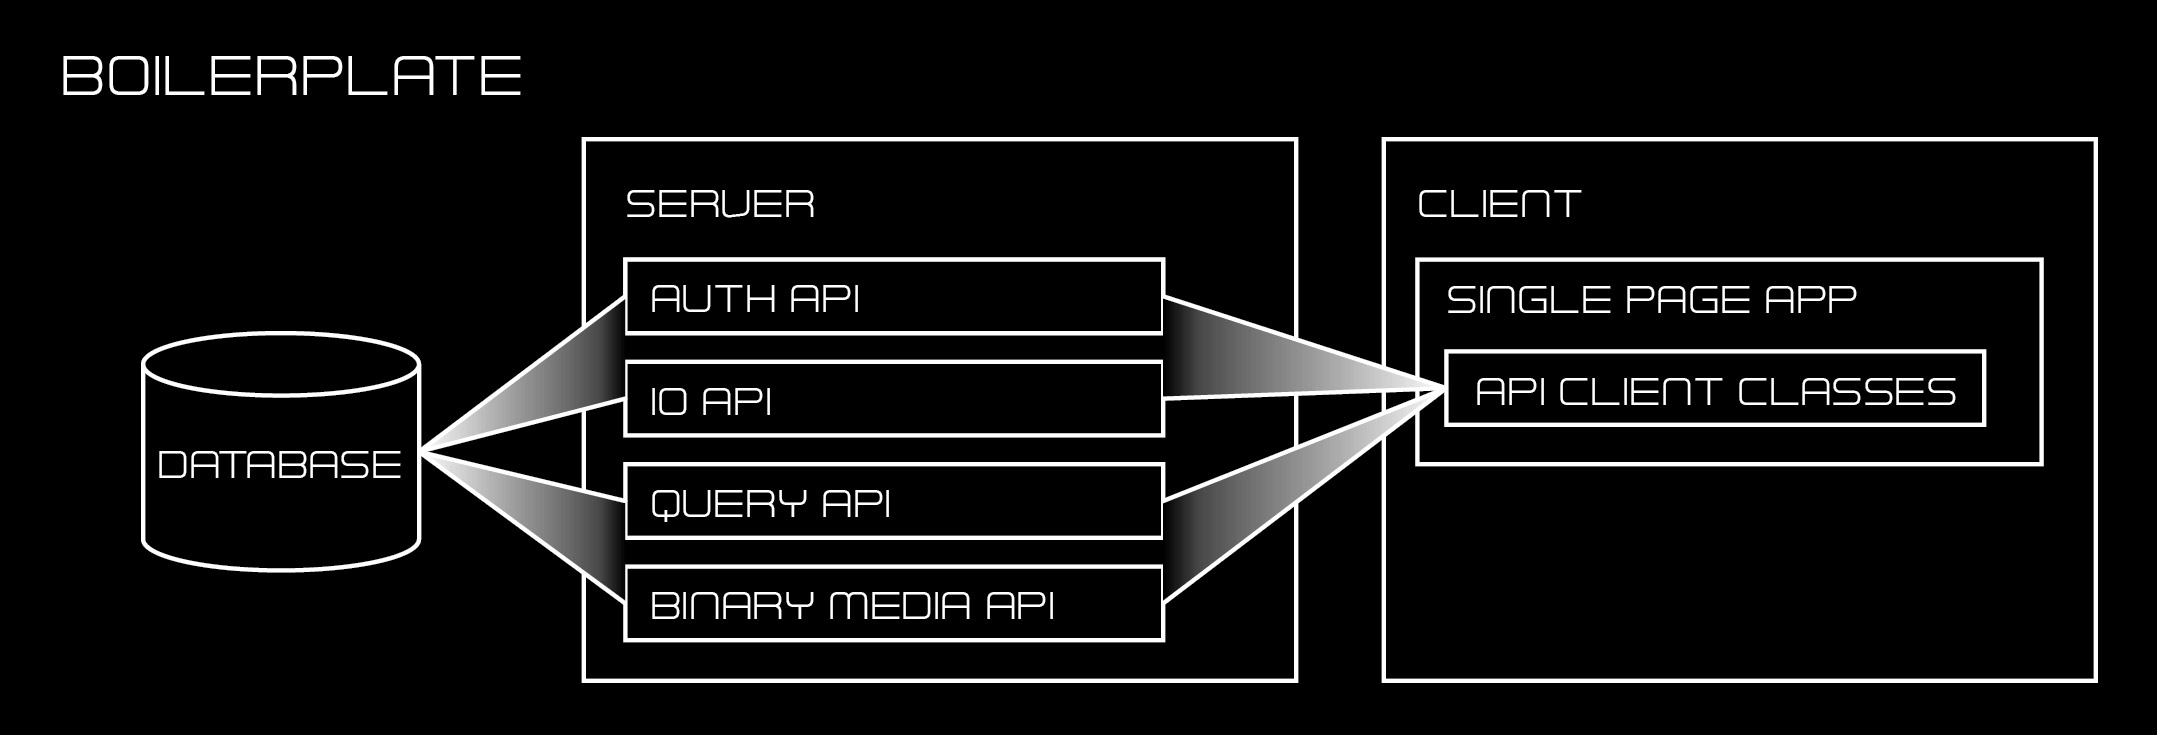 BOILERPLATE
DATABASE
SERVER
AUTH API
IO API
QUERY API
BINARY MEDIA API
CLIENT
SINGLE PAGE APP
API CLIENT CLASSES